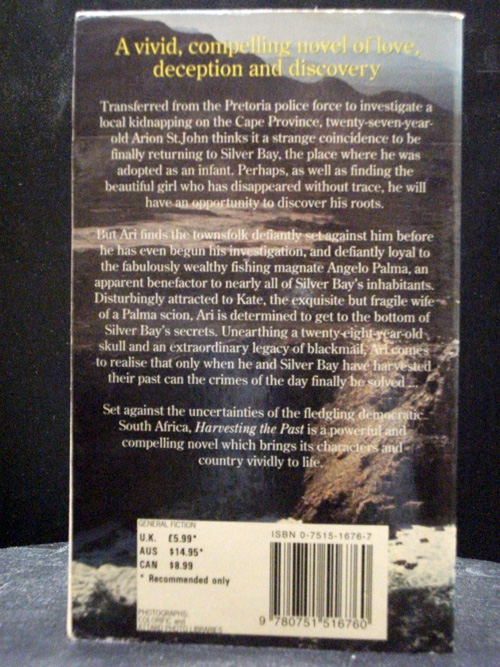 A vivid, compelling novel of love,
deception and discovery
Transferred from the Pretoria police force to investigate a
local kidnapping on the Cape Province, twenty-seven-year-
old Arion St.John thinks it a strange coincidence to be
finally returning to Silver Bay, the place where he was
adopted as an infant. Perhaps, as well as finding the
beautiful girl who has disappeared without trace, he will
have an opportunity to discover his roots.
But Ari finds the townsfolk defiantly set against him before
he has even begun his investigation, and defiantly loyal to
the fabulously wealthy fishing magnate Angelo Palma, an
apparent benefactor to nearly all of Silver Bay's inhabitants.
Disturbingly attracted to Kate, the exquisite but fragile wife
of a Palma scion, Ari is determined to get to the bottom of
Silver Bay's secrets. Unearthing a twenty-eight-year-old
skull and an extraordinary legacy of blackmail, Ari comes
to realise that only when he and Silver Bay have harvested
their past can the crimes of the day finally be solved ...
Set against the uncertainties of the fledgling democratic
South Africa, Harvesting the Past is a powerful and
compelling novel which brings its characters and
country vividly to life.
GENERAL FICTION
U.K. £5.99*
AUS $14.95*
CAN $8.99
* Recommended only
PHOTOGRAPHS:
COLORIFIC and
PHOTO LIBRARIES
ISBN 0-7515-1676-7
9 780751 516760